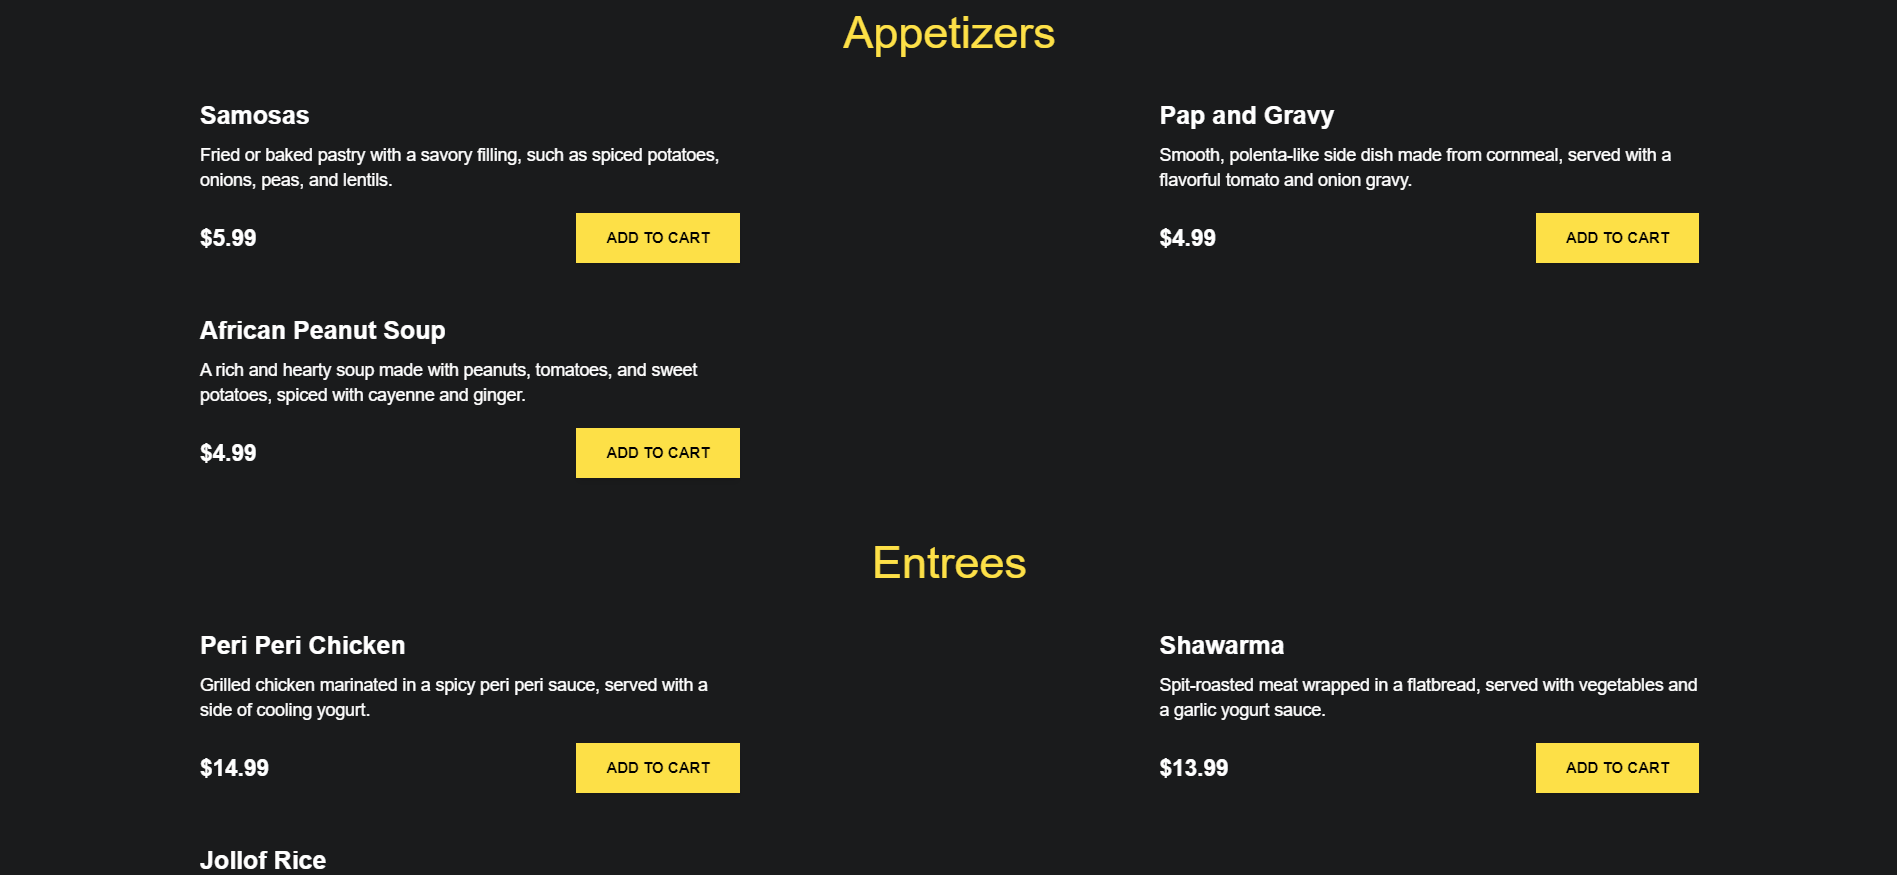 Appetizers
Samosas
Fried or baked pastry with a savory filling, such as spiced potatoes,
onions, peas, and lentils.
$5.99
ADD TO CART
Pap and Gravy
Smooth, polenta-like side dish made from cornmeal, served with a
flavorful tomato and onion gravy.
$4.99
ADD TO CART
African Peanut Soup
A rich and hearty soup made with peanuts, tomatoes, and sweet
potatoes, spiced with cayenne and ginger.
$4.99
ADD TO CART
Entrees
Peri Peri Chicken
Grilled chicken marinated in a spicy peri peri sauce, served with a
side of cooling yogurt.
$14.99
ADD TO CART
Shawarma
Spit-roasted meat wrapped in a flatbread, served with vegetables and
a garlic yogurt sauce.
$13.99
ADD TO CART
Jollof Rice